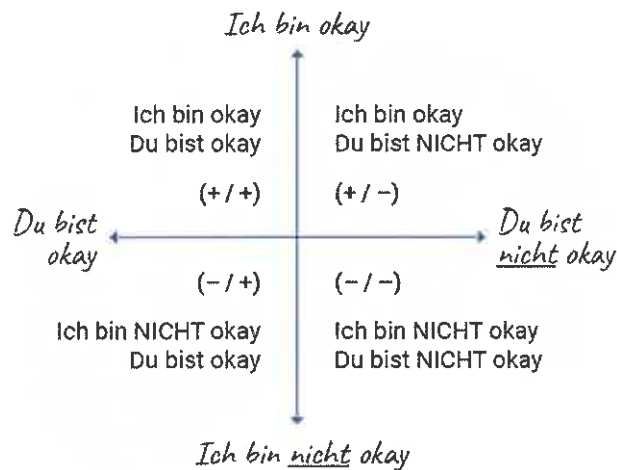 Ich bin okay
Ich bin okay
Du bist okay
(+ / +)
Ich bin okay
Du bist NICHT okay
(+ / −)
Du bist
okay
Du bist
nicht okay
(− / +)
Ich bin NICHT okay
Du bist okay
(− / −)
Ich bin NICHT okay
Du bist NICHT okay
Ich bin nicht okay